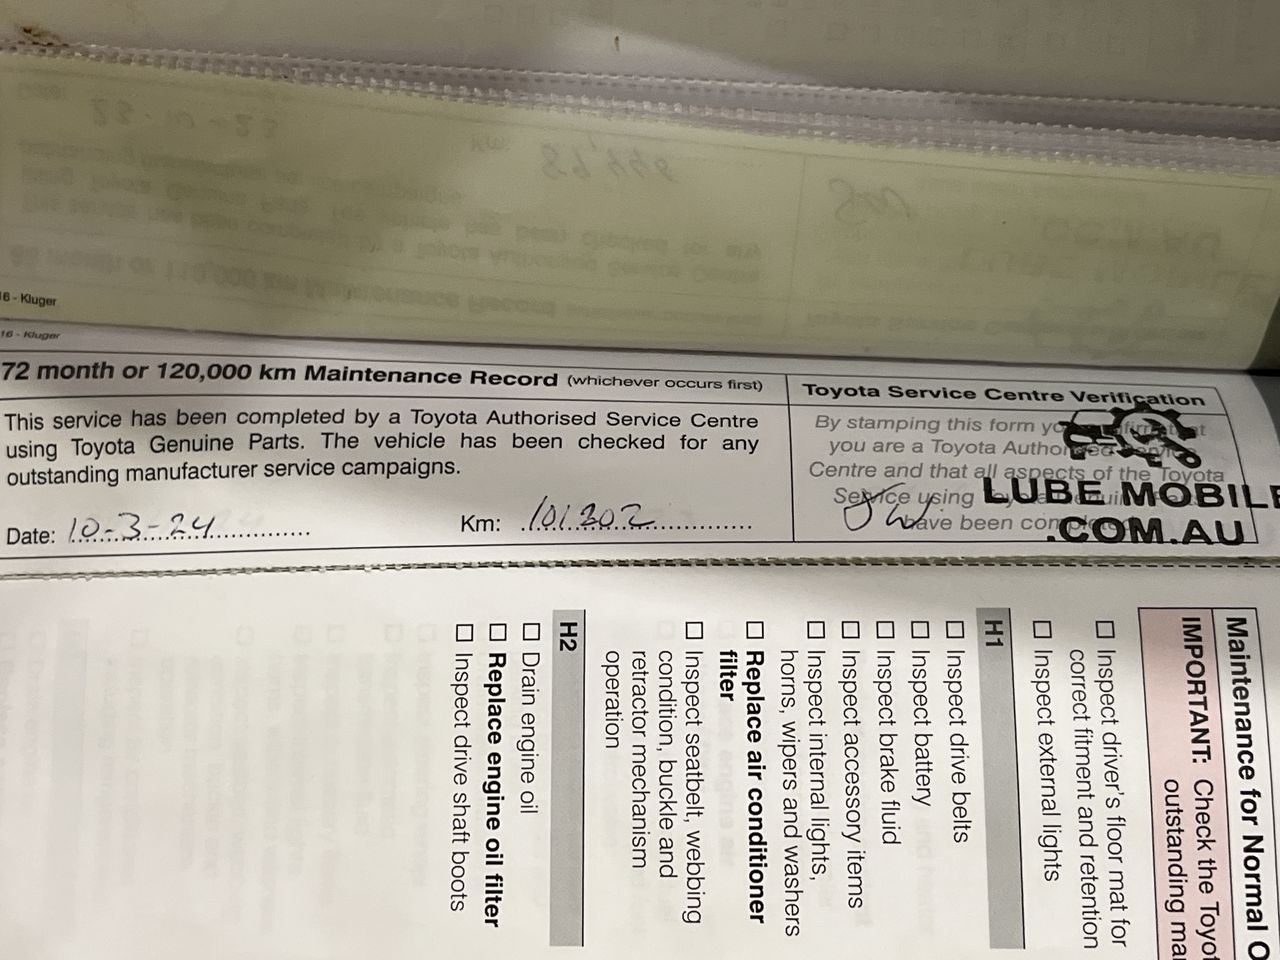 6 - Kluger
16 - Kluger
72 month or 120,000 km Maintenance Record (whichever occurs first)
This service has been completed by a Toyota Authorised Service Centre
using Toyota Genuine Parts. The vehicle has been checked for any
outstanding manufacturer service campaigns.
Date: 10-3-24
Km: 101202
Toyota Service Centre Verification
By stamping this form
you are a Toyota
Centre and that all aspects of the Toyota
Service using
have been
LUBE MOBILE
.COM.AU
Maintenance for Normal O
IMPORTANT: Check the Toyot
outstanding ma
☐ Inspect driver's floor mat for
correct fitment and retention
☐ Inspect external lights
H1
☐ Inspect drive belts
☐ Inspect battery
☐ Inspect brake fluid
☐ Inspect accessory items
☐ Inspect internal lights,
horns, wipers and washers
☐ Replace air conditioner
filter
☐ Inspect seatbelt, webbing
condition, buckle and
retractor mechanism
operation
H2
☐ Drain engine oil
☐ Replace engine oil filter
☐ Inspect drive shaft boots